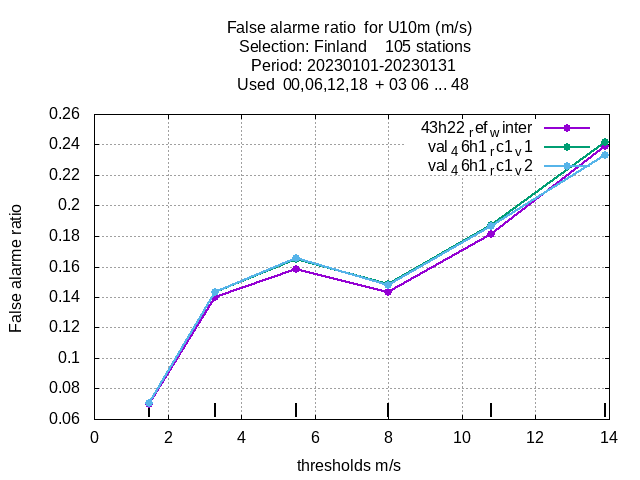 False alarme ratio for U10m (m/s)
Selection: Finland 105 stations
Period: 20230101-20230131
Used 00,06,12,18 + 03 06 ... 48
43h22_ref_winter
val_46h1_rc1_v1
val_46h1_rc1_v2
False alarme ratio
0.26
0.24
0.22
0.2
0.18
0.16
0.14
0.12
0.1
0.08
0.06
0 2 4 6 8 10 12 14
thresholds m/s